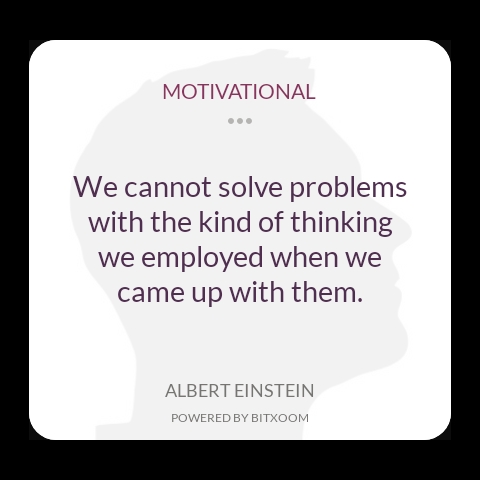 MOTIVATIONAL
We cannot solve problems
with the kind of thinking
we employed when we
came up with them.
ALBERT EINSTEIN
POWERED BY BITXOOM